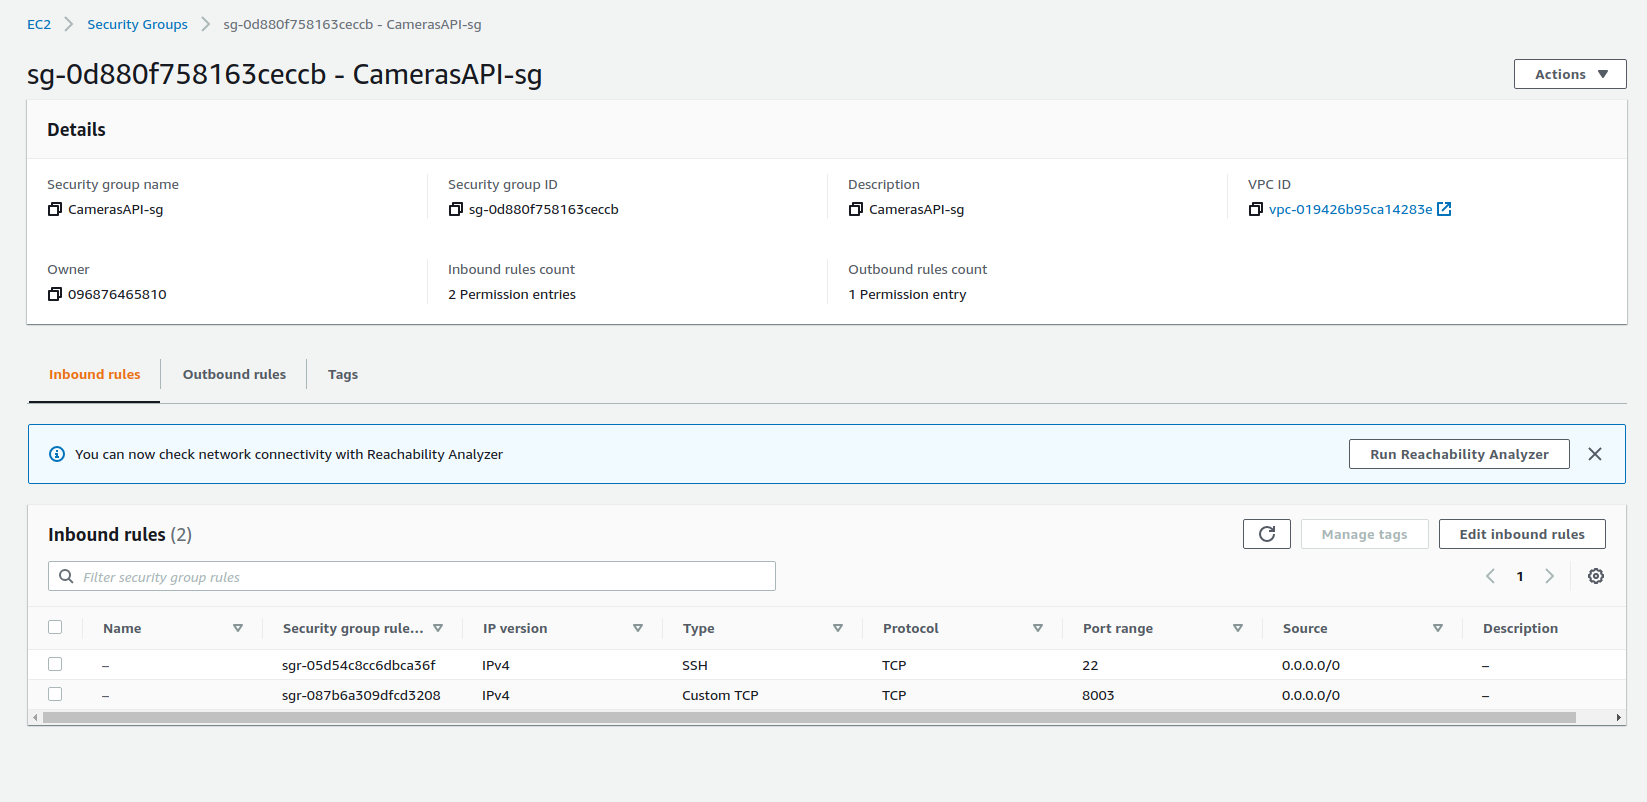 EC2 > Security Groups > sg-0d880f758163ceccb - CamerasAPI-sg
sg-0d880f758163ceccb - CamerasAPI-sg
Actions
Details
Security group name
CamerasAPI-sg
Security group ID
sg-0d880f758163ceccb
Description
CamerasAPI-sg
VPC ID
vpc-019426b95ca14283e
Owner
096876465810
Inbound rules count
2 Permission entries
Outbound rules count
1 Permission entry
Inbound rules Outbound rules Tags
You can now check network connectivity with Reachability Analyzer Run Reachability Analyzer
Inbound rules (2) Manage tags Edit inbound rules
Filter security group rules 1
Name Security group rule... IP version Type Protocol Port range Source Description
– sgr-05d54c8cc6dbca36f IPv4 SSH TCP 22 0.0.0.0/0 –
– sgr-087b6a309dfcd3208 IPv4 Custom TCP TCP 8003 0.0.0.0/0 –